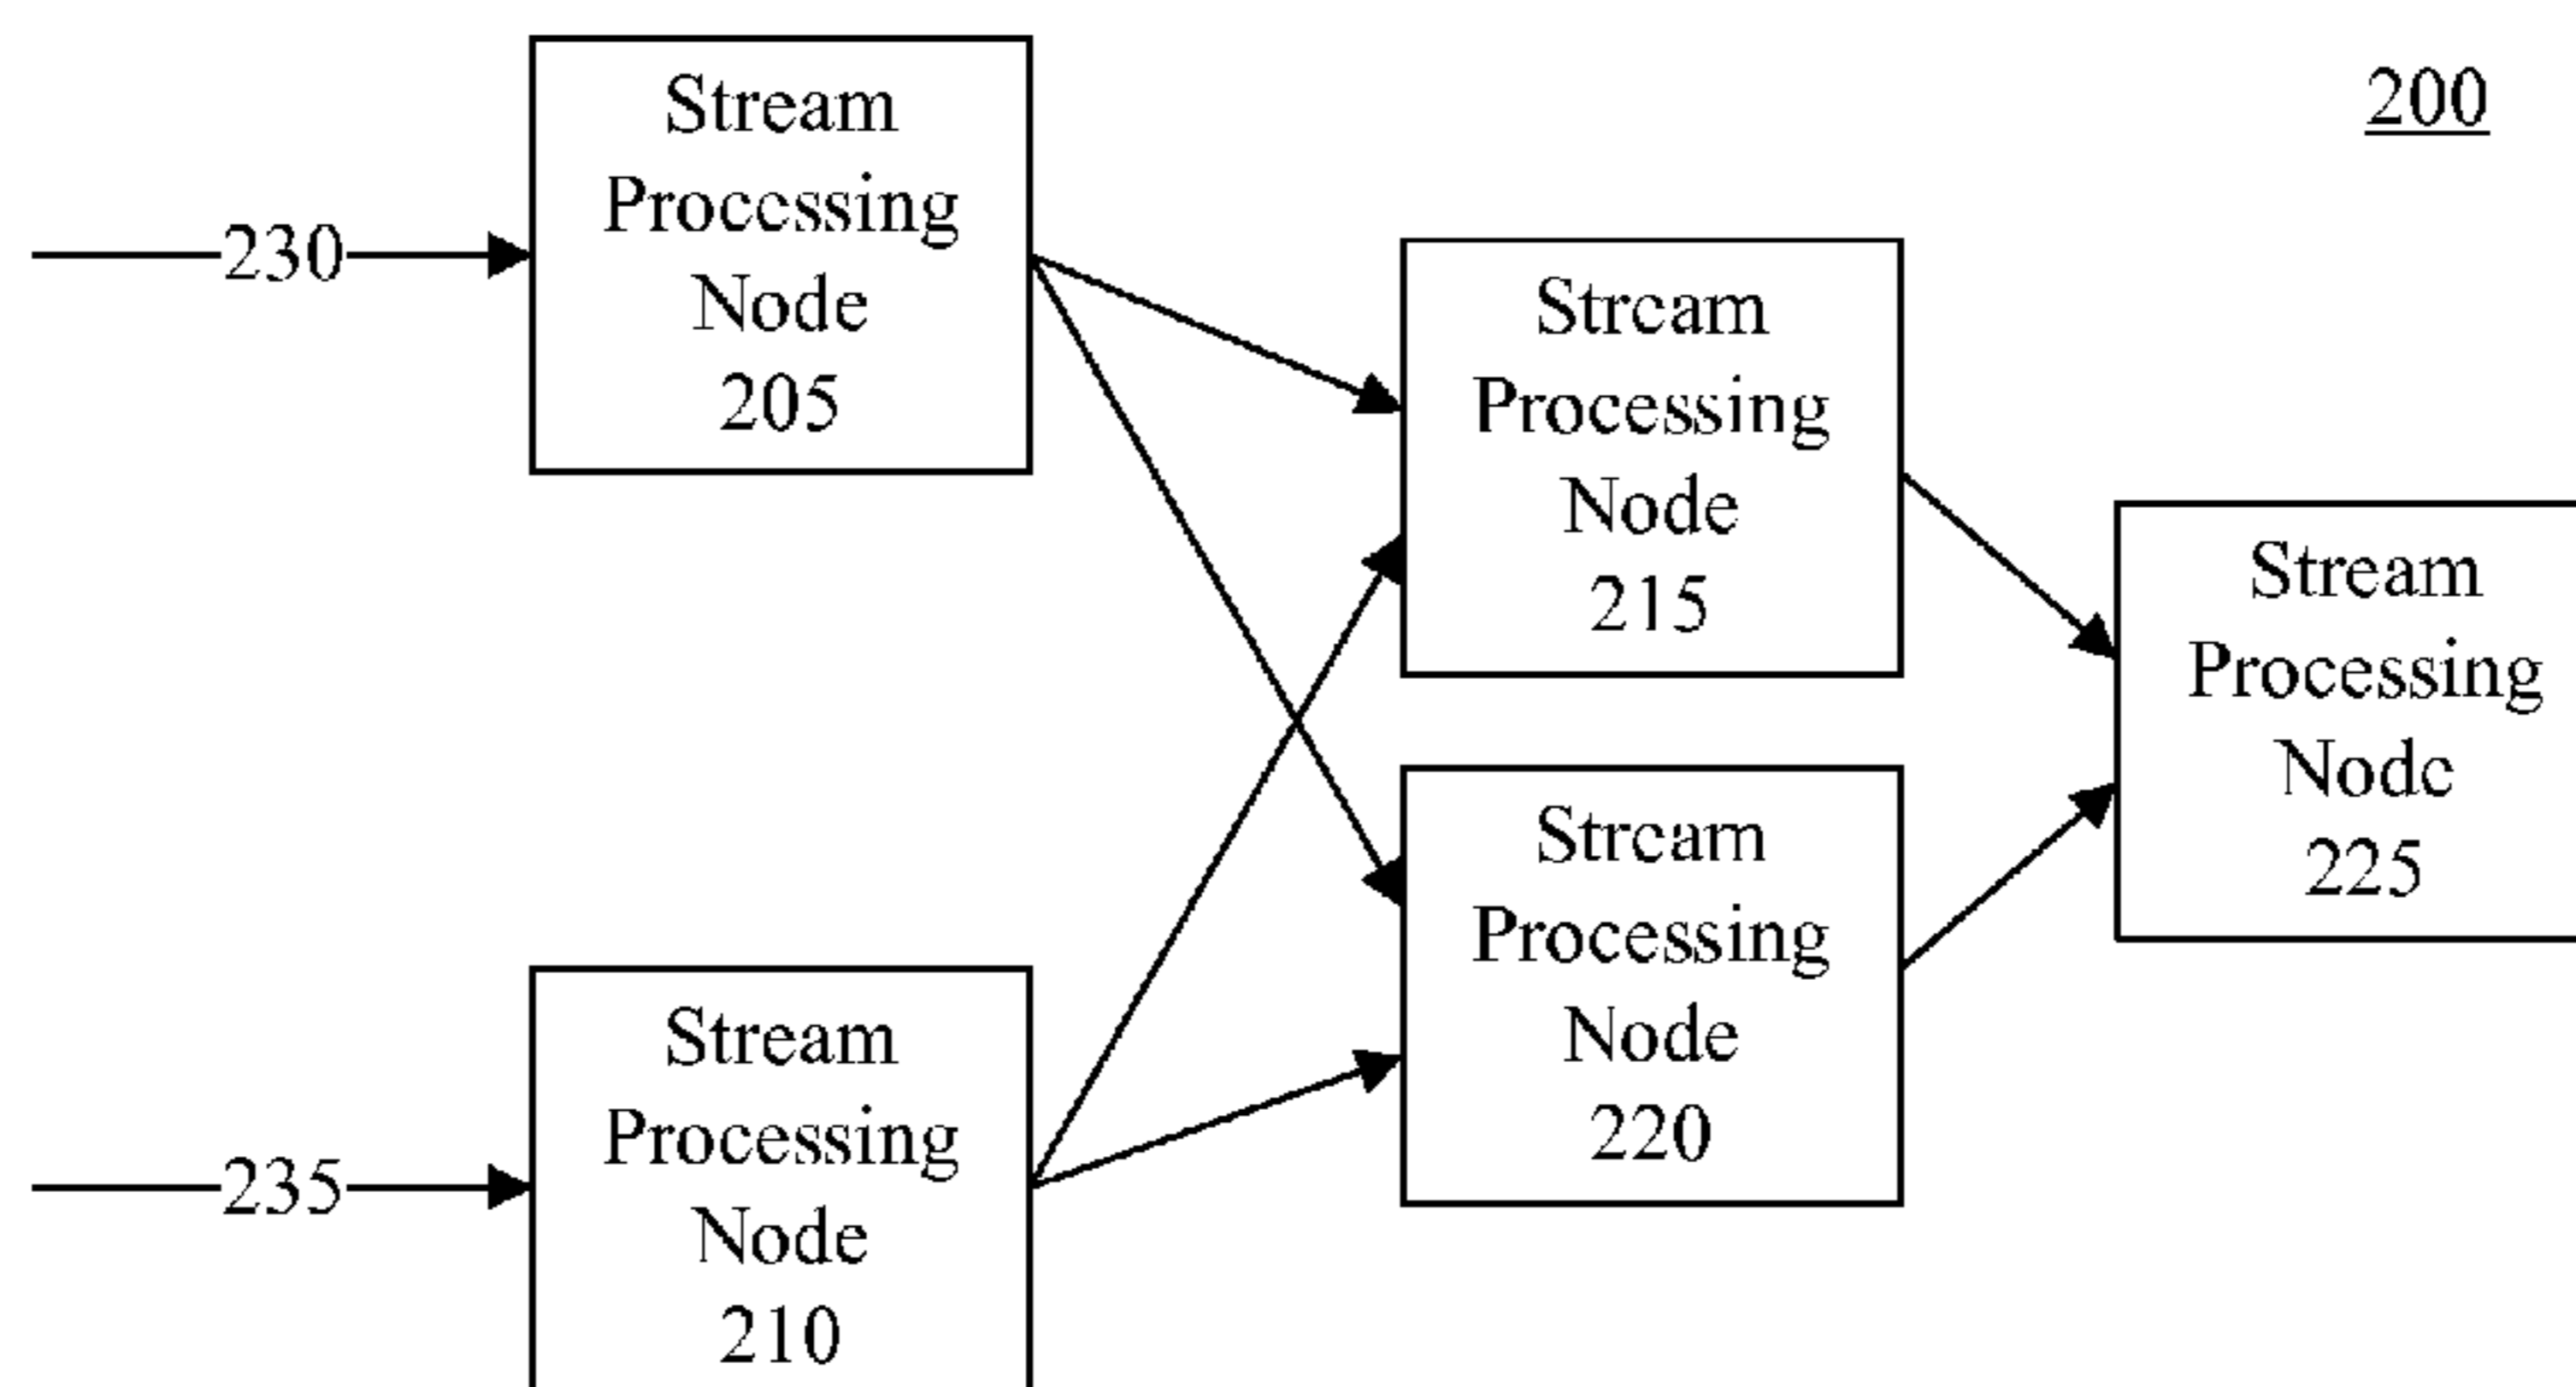 200
Stream
Processing
Node
205
230
Stream
Processing
Node
215
Stream
Processing
Node
225
Stream
Processing
Node
220
Stream
Processing
Node
210
235